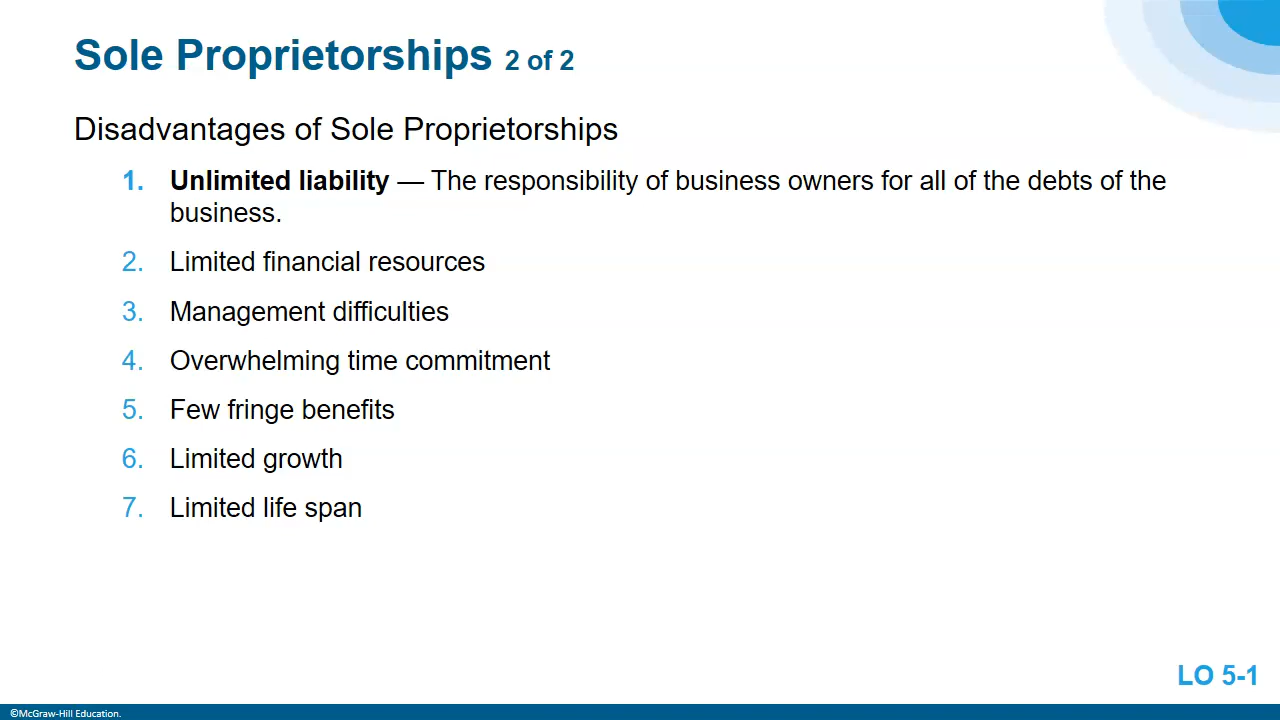 Sole Proprietorships 2 of 2
Disadvantages of Sole Proprietorships
1. Unlimited liability — The responsibility of business owners for all of the debts of the
business.
2. Limited financial resources
3. Management difficulties
4. Overwhelming time commitment
5. Few fringe benefits
6. Limited growth
7. Limited life span
LO 5-1
©McGraw-Hill Education.